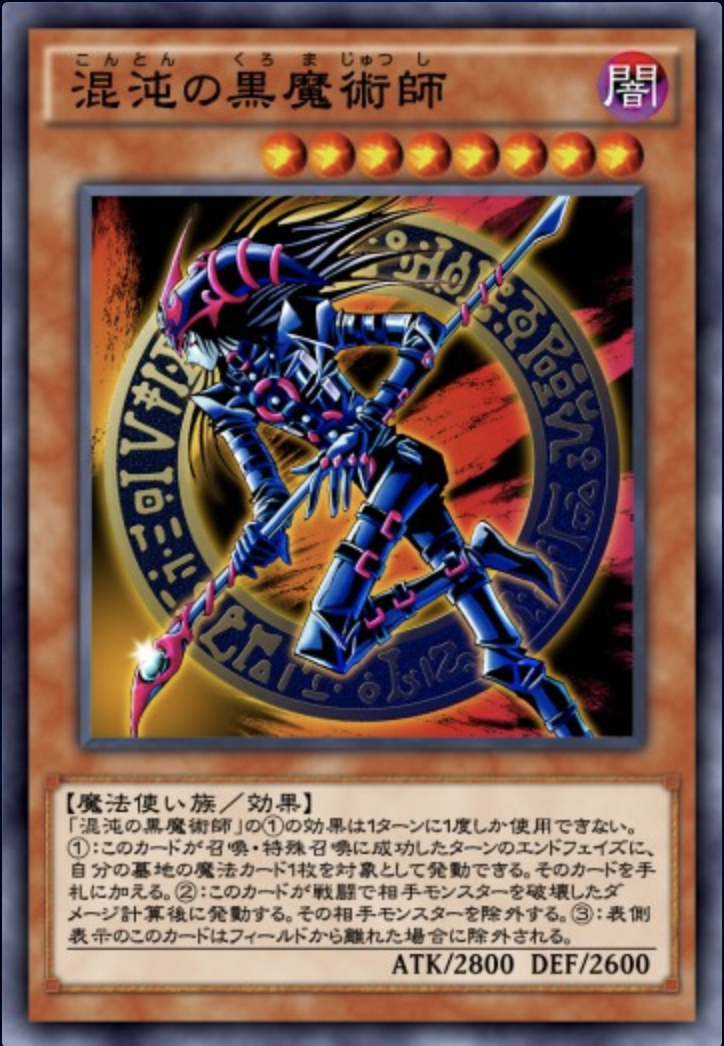 こんとん くろ ま じゅつ し
混沌の黒魔術師
闇
【魔法使い族／効果】
「混沌の黒魔術師」の①の効果は1ターンに1度しか使用できない。
①：このカードが召喚・特殊召喚に成功したターンのエンドフェイズに、
自分の墓地の魔法カード1枚を対象として発動できる。そのカードを手
札に加える。②：このカードが戦闘で相手モンスターを破壊したダ
メージ計算後に発動する。その相手モンスターを除外する。③：表側
表示のこのカードはフィールドから離れた場合に除外される。
ATK/2800 DEF/2600